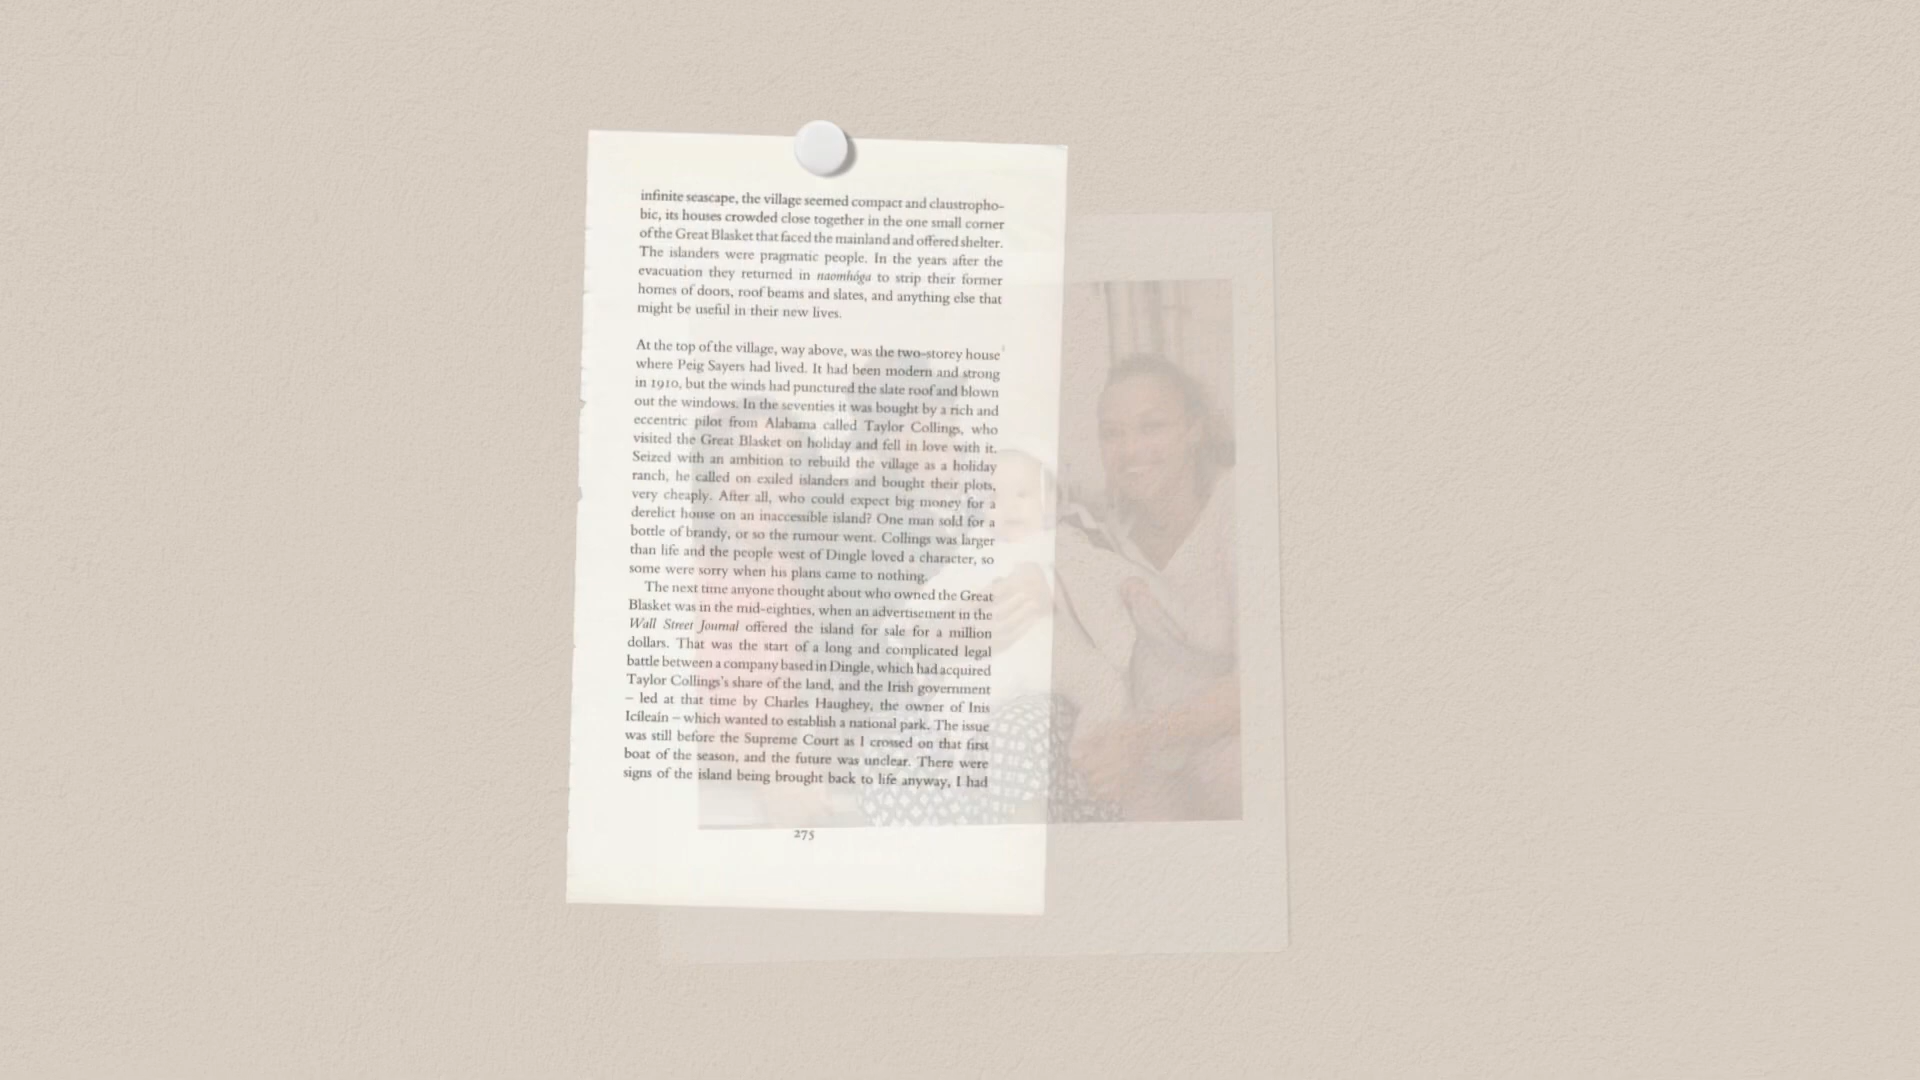 infinite seascape, the village seemed compact and claustropho-
bic, its houses crowded close together in the one small corner
of the Great Blasket that faced the mainland and offered shelter.
The islanders were pragmatic people. In the years after the
evacuation they returned in naomhóga to strip their former
homes of doors, roof beams and slates, and anything else that
might be useful in their new lives.
At the top of the village, way above, was the two-storey house
where Peig Sayers had lived. It had been modern and strong
in 1910, but the winds had punctured the slate roof and blown
out the windows. In the seventies it was bought by a rich and
eccentric pilot from Alabama called Taylor Collings, who
visited the Great Blasket on holiday and fell in love with it.
Seized with an ambition to rebuild the village as a holiday
ranch, he called on exiled islanders and bought their plots,
very cheaply. After all, who could expect big money for a
derelict house on an inaccessible island? One man sold for a
bottle of brandy, or so the rumour went. Collings was larger
than life and the people west of Dingle loved a character, so
some were sorry when his plans came to nothing.
The next time anyone thought about who owned the Great
Blasket was in the mid-eighties, when an advertisement in the
Wall Street Journal offered the island for sale for a million
dollars. That was the start of a long and complicated legal
battle between a company based in Dingle, which had acquired
Taylor Collings's share of the land, and the Irish government
– led at that time by Charles Haughey, the owner of Inis
Icíleaín – which wanted to establish a national park. The issue
was still before the Supreme Court as I crossed on that first
boat of the season, and the future was unclear. There were
signs of the island being brought back to life anyway, I had
275